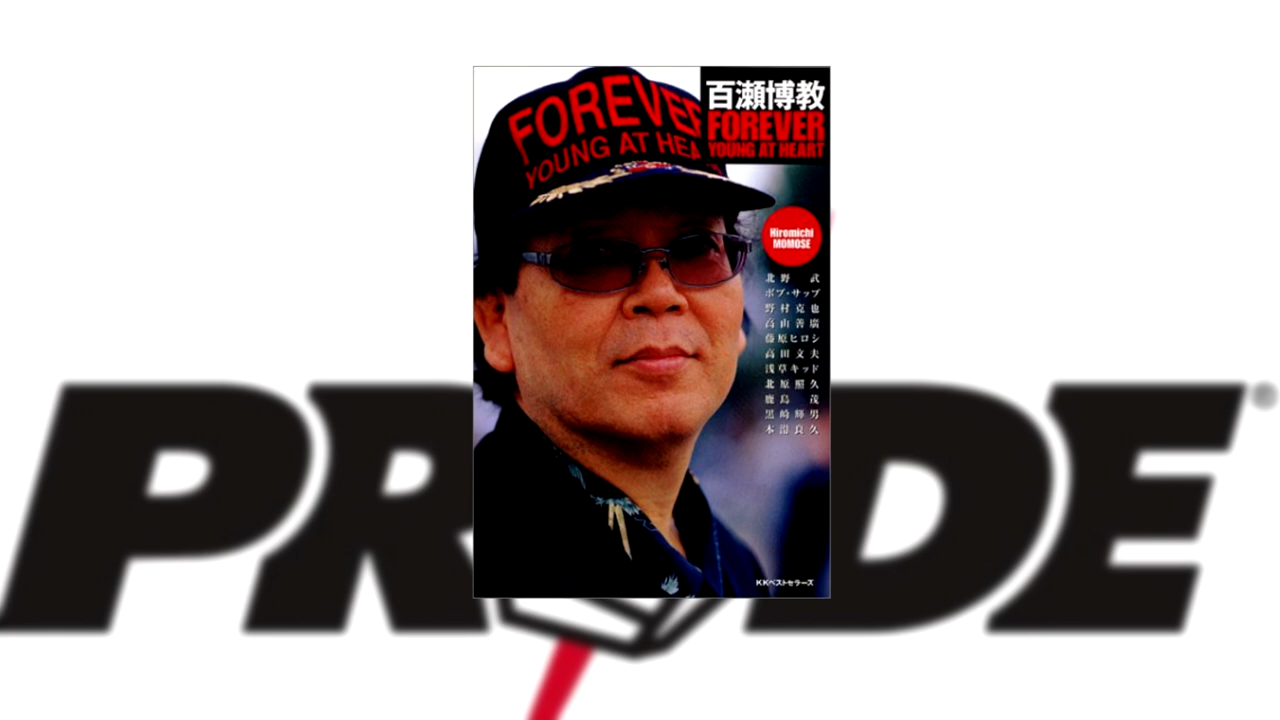 FOREVER
YOUNG AT HEA
百瀬博教
FOREVER
YOUNG AT HEART
Hiromichi
MOMOSE
北野 武
ボブ・サップ
野村克也
高山善廣
藤原ヒロシ
高田文夫
浅草キッド
北原照久
鹿島 茂
黒崎輝男
本澤良久
KKベストセラーズ
PRIDE®